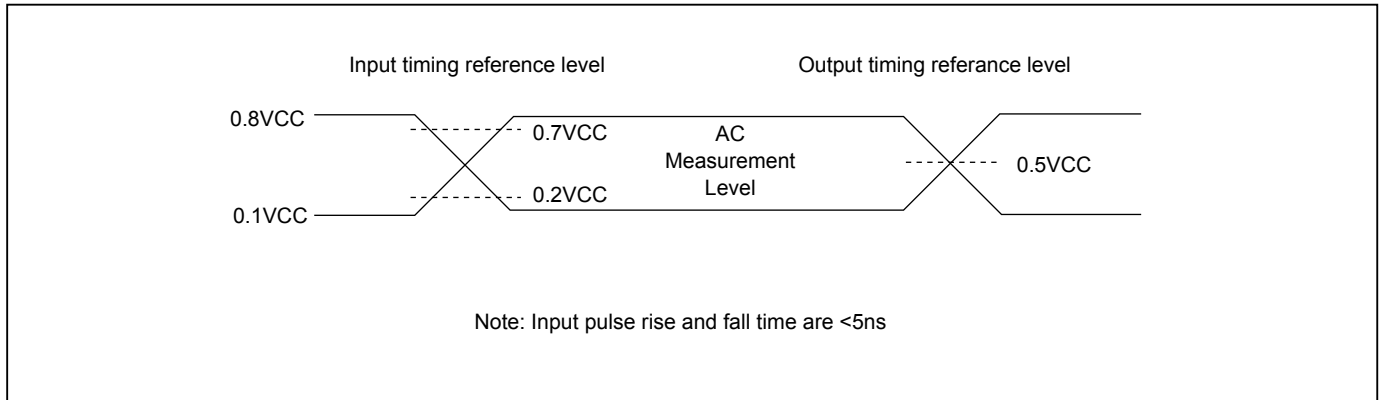 Input timing reference level
Output timing referance level
0.8VCC
0.7VCC
AC
Measurement
Level
0.5VCC
0.2VCC
0.1VCC
Note: Input pulse rise and fall time are <5ns